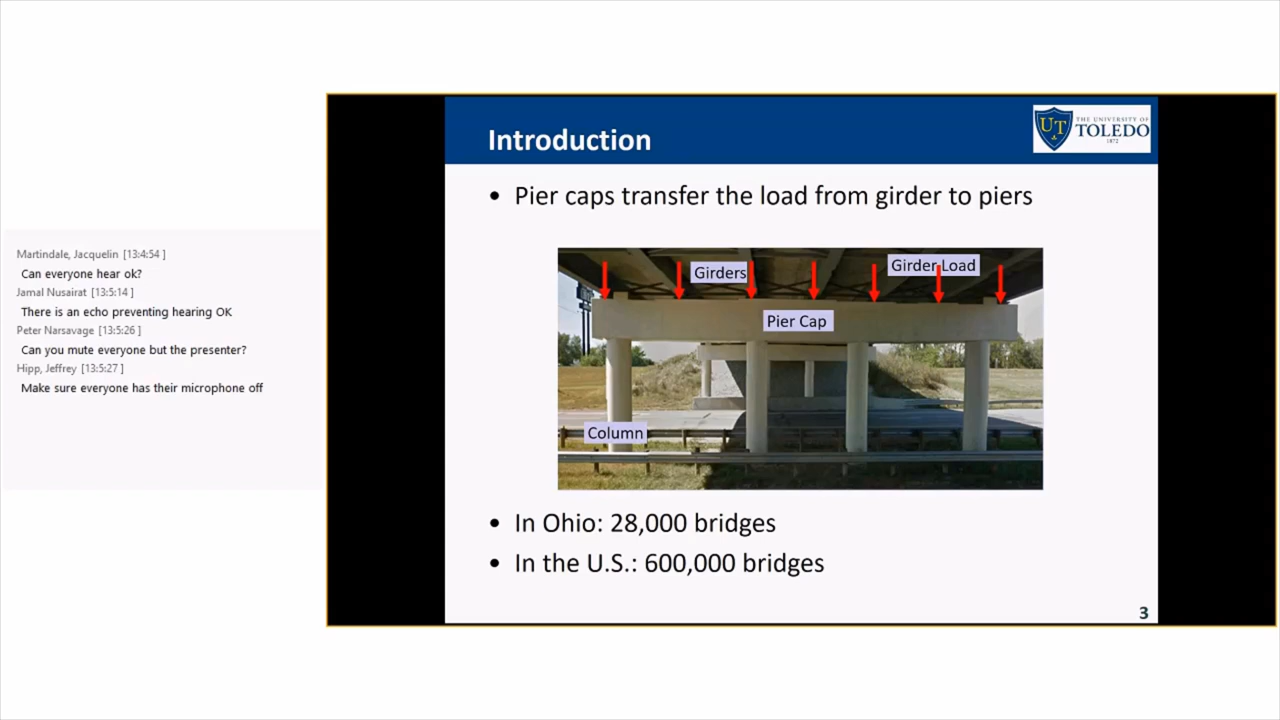 Martindale, Jacquelin [13:4:54 ]
Can everyone hear ok?
Jamal Nusairat [13:5:14 ]
There is an echo preventing hearing OK
Peter Narsavage [13:5:26 ]
Can you mute everyone but the presenter?
Hipp, Jeffrey [13:5:27 ]
Make sure everyone has their microphone off
Introduction
UT
THE UNIVERSITY OF
TOLEDO
1872
• Pier caps transfer the load from girder to piers
Girders
Girder Load
Pier Cap
Column
• In Ohio: 28,000 bridges
• In the U.S.: 600,000 bridges
3